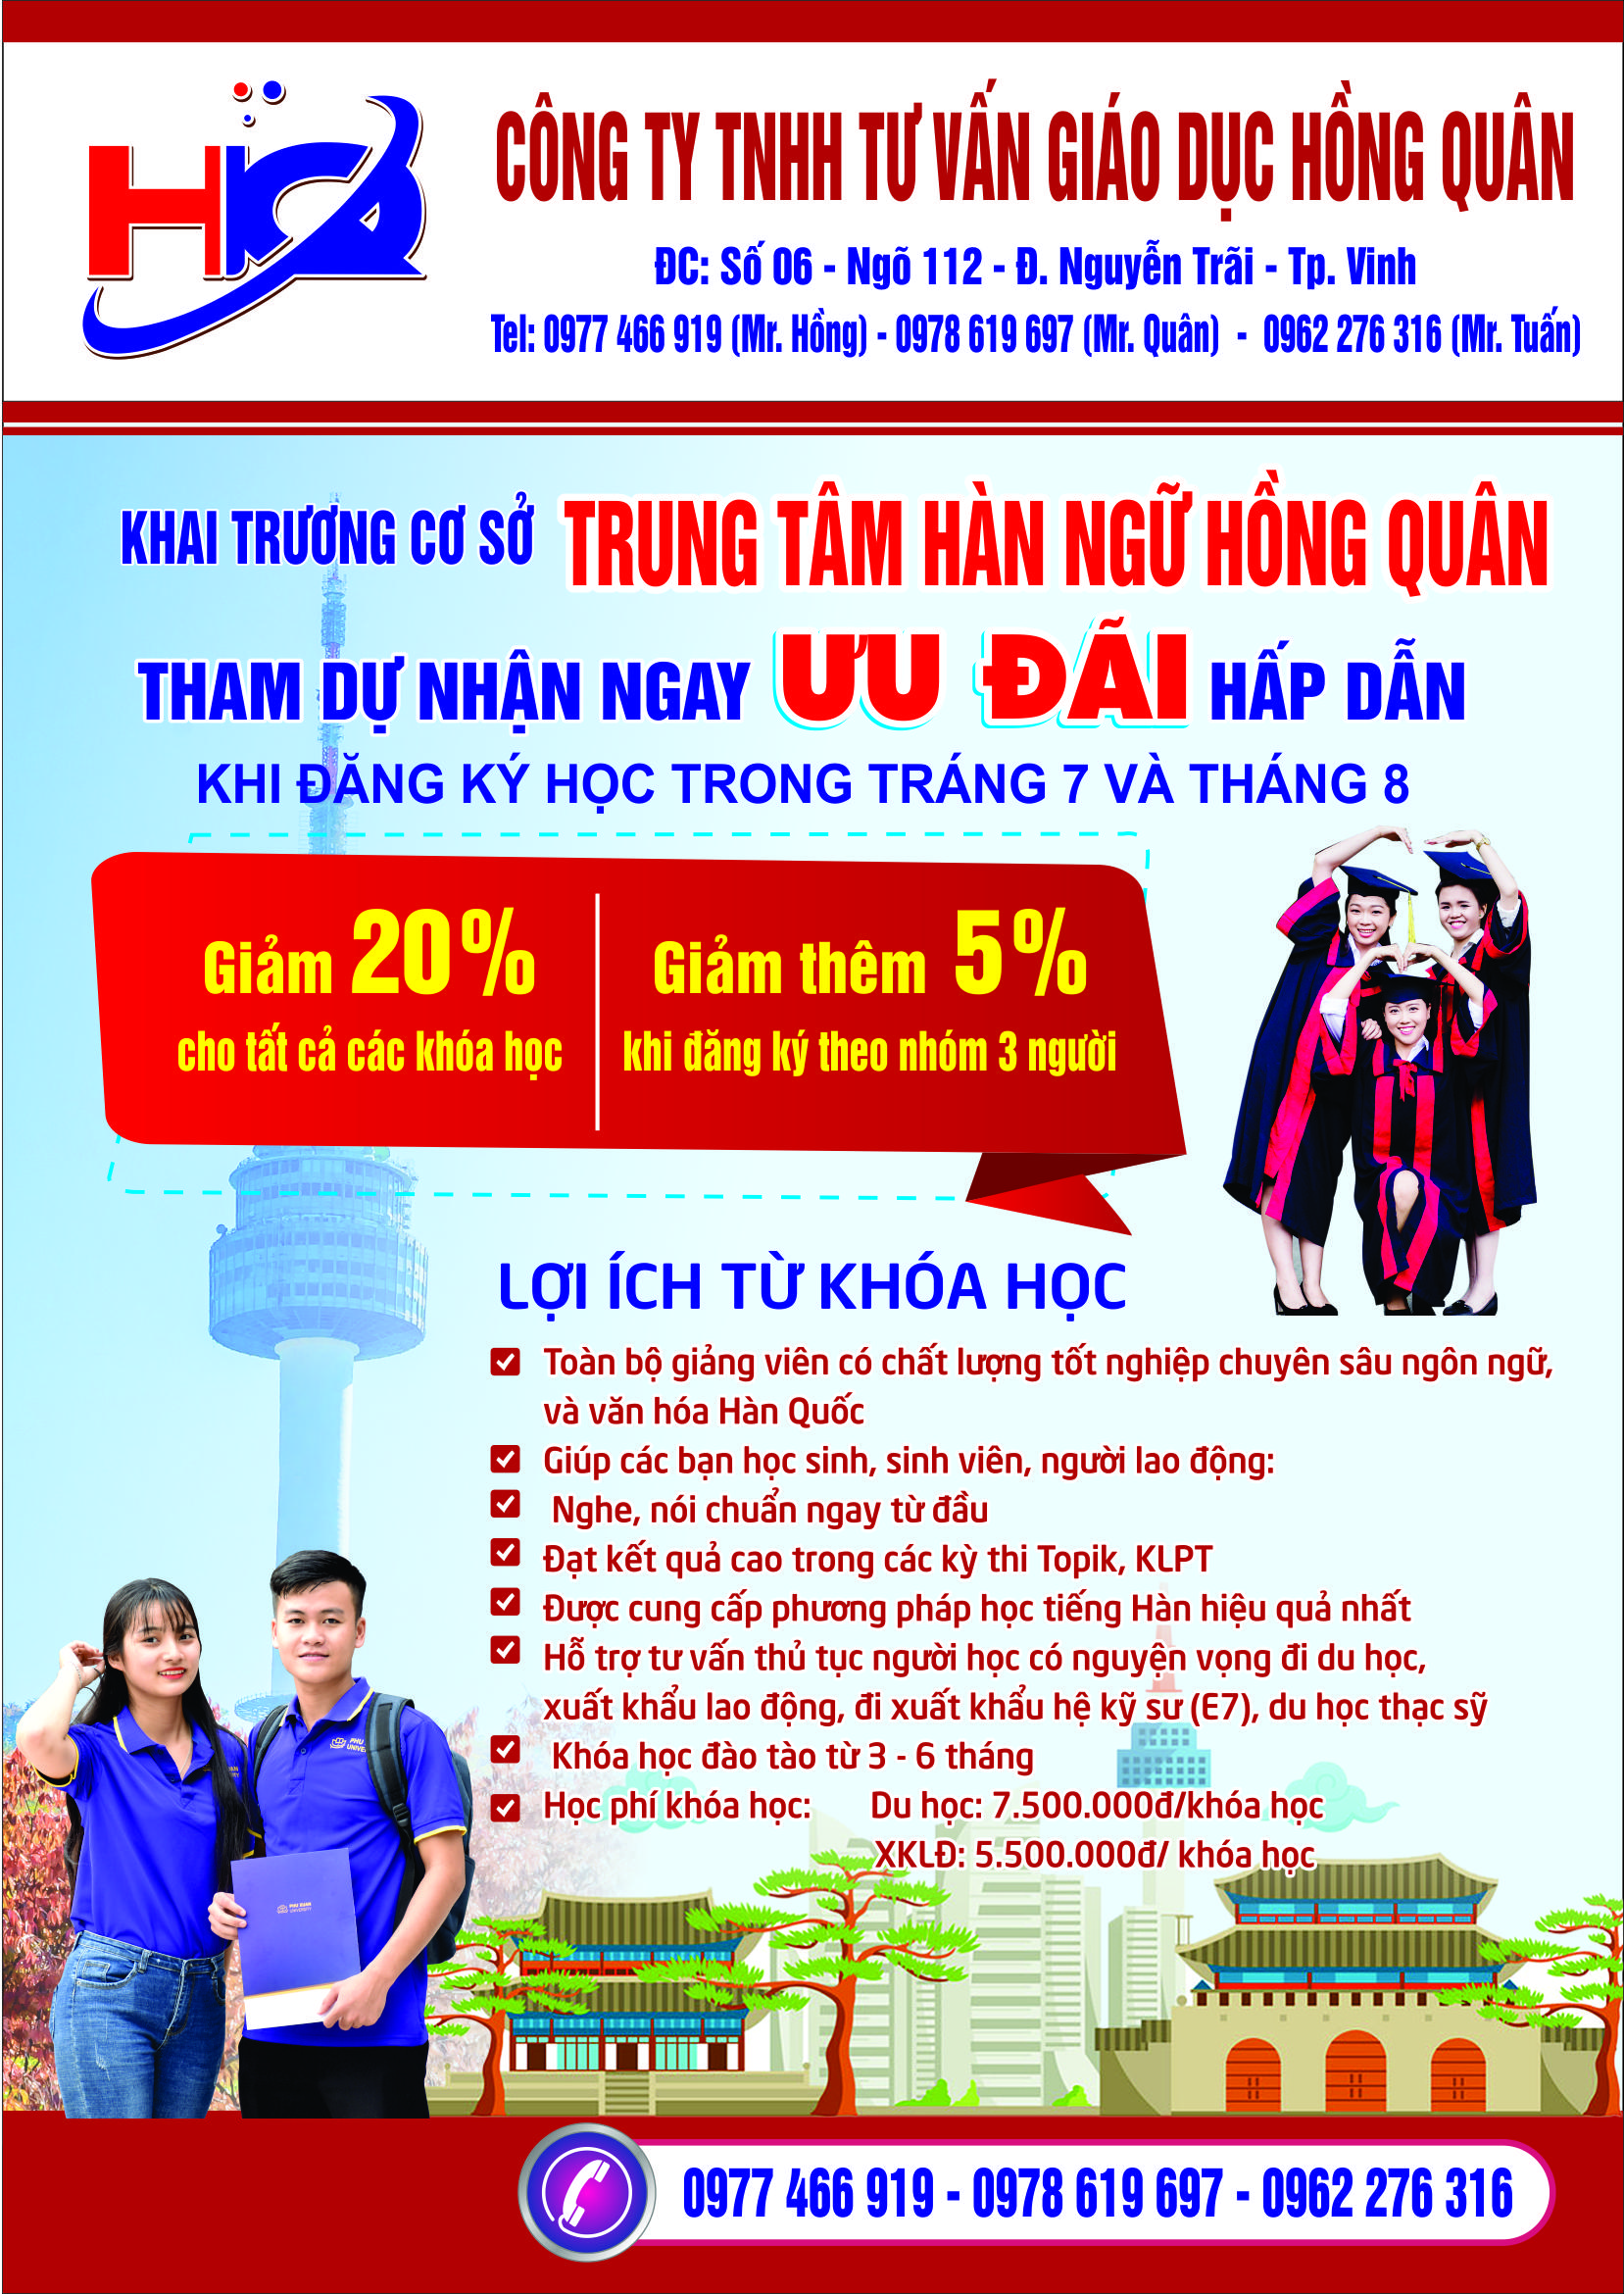 HQ
CÔNG TY TNHH TƯ VẤN GIÁO DỤC HỒNG QUÂN
ĐC: Số 06 - Ngõ 112 - Đ. Nguyễn Trãi - Tp. Vinh
Tel: 0977 466 919 (Mr. Hồng) - 0978 619 697 (Mr. Quân) - 0962 276 316 (Mr. Tuấn)
KHAI TRƯƠNG CƠ SỞ TRUNG TÂM HÀN NGỮ HỒNG QUÂN
THAM DỰ NHẬN NGAY ƯU ĐÃI HẤP DẪN
KHI ĐĂNG KÝ HỌC TRONG TRÁNG 7 VÀ THÁNG 8
Giảm 20%
cho tất cả các khóa học
Giảm thêm 5%
khi đăng ký theo nhóm 3 người
LỢI ÍCH TỪ KHÓA HỌC
Toàn bộ giảng viên có chất lượng tốt nghiệp chuyên sâu ngôn ngữ,
và văn hóa Hàn Quốc
Giúp các bạn học sinh, sinh viên, người lao động:
Nghe, nói chuẩn ngay từ đầu
Đạt kết quả cao trong các kỳ thi Topik, KLPT
Được cung cấp phương pháp học tiếng Hàn hiệu quả nhất
Hỗ trợ tư vấn thủ tục người học có nguyện vọng đi du học,
xuất khẩu lao động, đi xuất khẩu hệ kỹ sư (E7), du học thạc sỹ
Khóa học đào tào từ 3 - 6 tháng
Học phí khóa học: Du học: 7.500.000đ/khóa học
XKLĐ: 5.500.000đ/ khóa học
0977 466 919 - 0978 619 697 - 0962 276 316